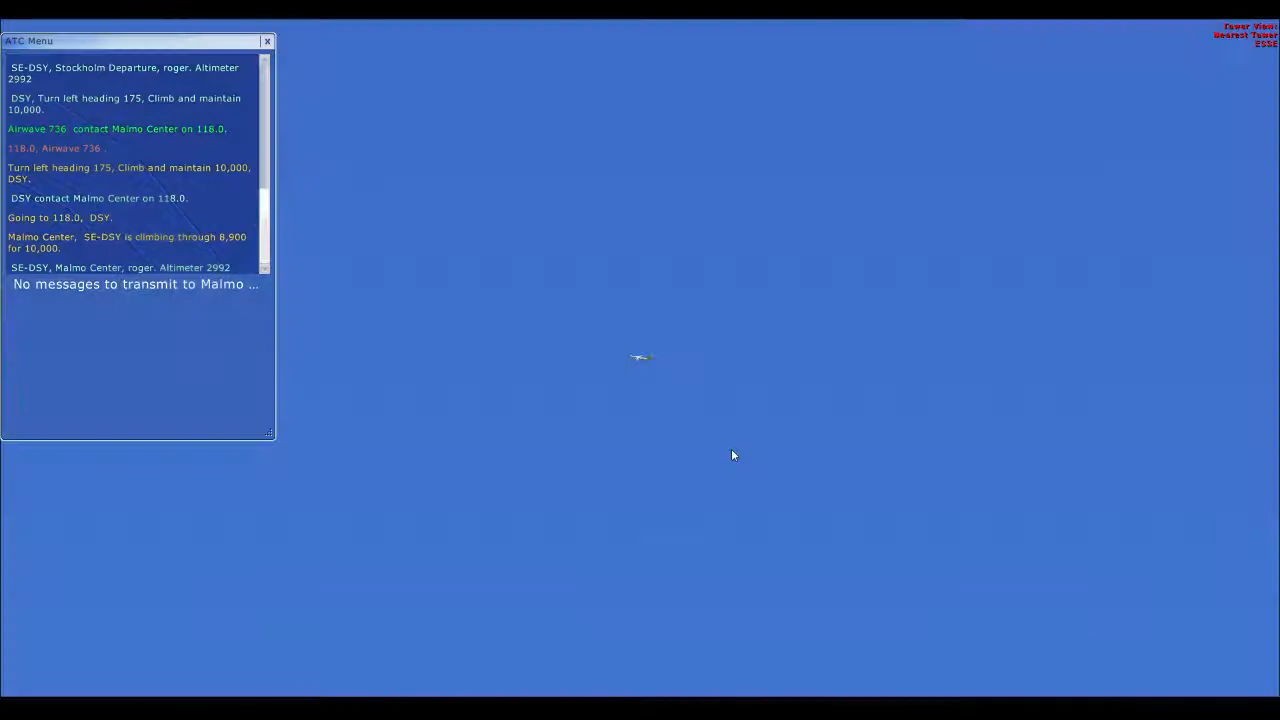 Tower View:
Nearest Tower
ESSE
ATC Menu
SE-DSY, Stockholm Departure, roger. Altimeter
2992
DSY, Turn left heading 175, Climb and maintain
10,000.
Airwave 736 contact Malmo Center on 118.0.
118.0, Airwave 736 .
Turn left heading 175, Climb and maintain 10,000,
DSY.
DSY contact Malmo Center on 118.0.
Going to 118.0, DSY.
Malmo Center, SE-DSY is climbing through 8,900
for 10,000.
SE-DSY, Malmo Center, roger. Altimeter 2992
No messages to transmit to Malmo ...